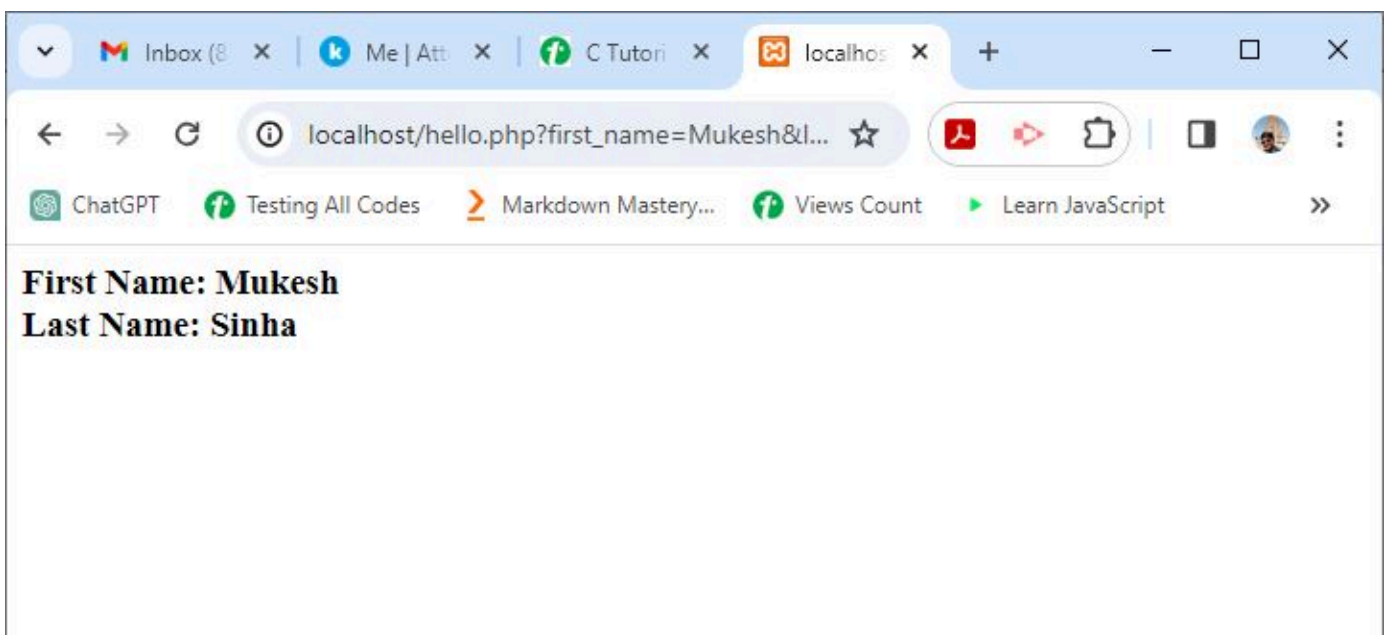 Inbox (8
Me | Att
C Tutori
localhos
localhost/hello.php?first_name=Mukesh&l...
ChatGPT
Testing All Codes
Markdown Mastery...
Views Count
Learn JavaScript
First Name: Mukesh
Last Name: Sinha